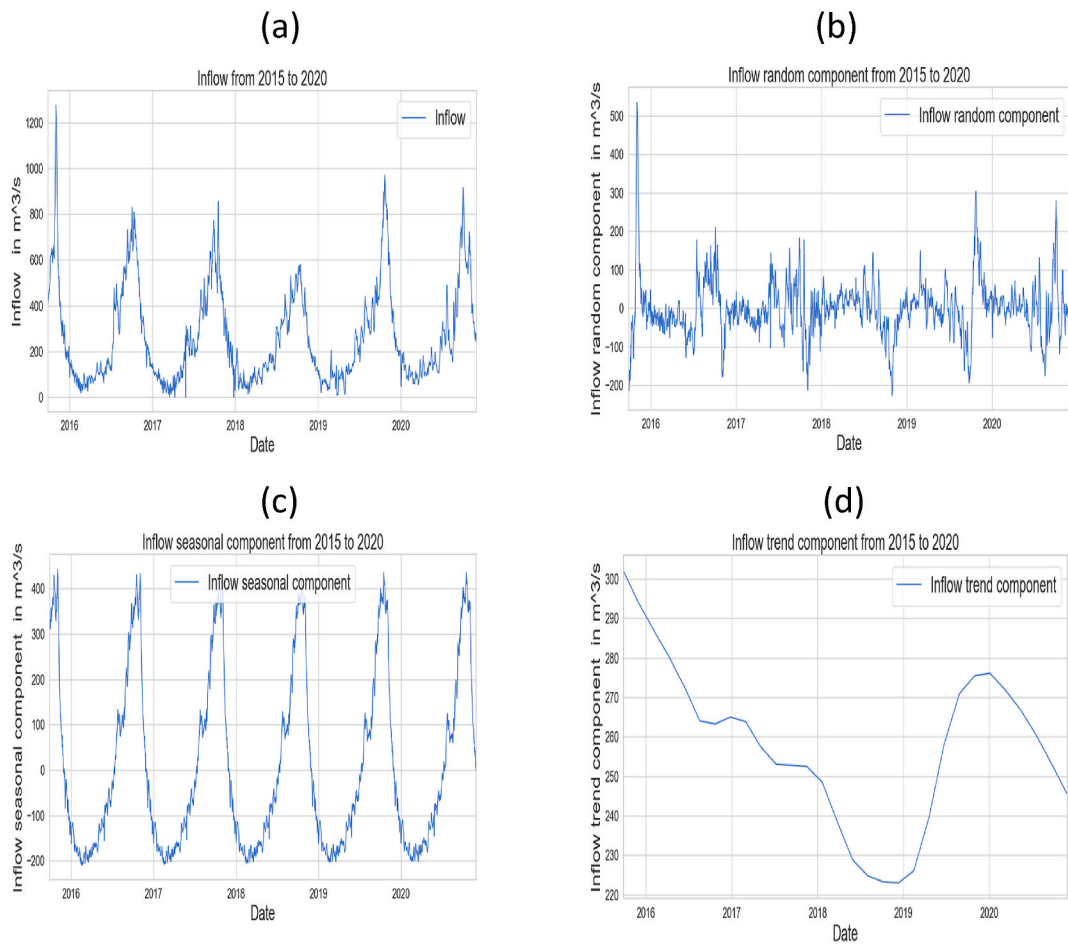 (a)
Inflow from 2015 to 2020
Inflow
Inflow in m^3/s
1200
1000
800
600
400
200
0
2016 2017 2018 2019 2020
Date
(b)
Inflow random component from 2015 to 2020
Inflow random component
Inflow random component in m^3/s
500
400
300
200
100
0
−100
−200
2016 2017 2018 2019 2020
Date
(c)
Inflow seasonal component from 2015 to 2020
Inflow seasonal component
Inflow seasonal component in m^3/s
400
300
200
100
0
−100
−200
2016 2017 2018 2019 2020
Date
(d)
Inflow trend component from 2015 to 2020
Inflow trend component
Inflow trend component in m^3/s
300
290
280
270
260
250
240
230
220
2016 2017 2018 2019 2020
Date